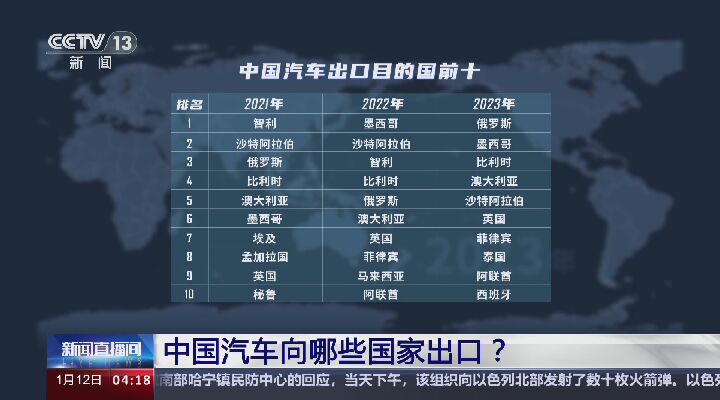 CCTV 13
新闻
中国汽车出口目的国前十
排名 2021年 2022年 2023年
1 智利 墨西哥 俄罗斯
2 沙特阿拉伯 沙特阿拉伯 墨西哥
3 俄罗斯 智利 比利时
4 比利时 比利时 澳大利亚
5 澳大利亚 俄罗斯 沙特阿拉伯
6 墨西哥 澳大利亚 英国
7 埃及 英国 菲律宾
8 孟加拉国 菲律宾 泰国
9 英国 马来西亚 阿联酋
10 秘鲁 阿联酋 西班牙
2023年
新闻直播间
中国汽车向哪些国家出口？
1月12日 04:18 南部哈宁镇民防中心的回应，当天下午，该组织向以色列北部发射了数十枚火箭弹。以色